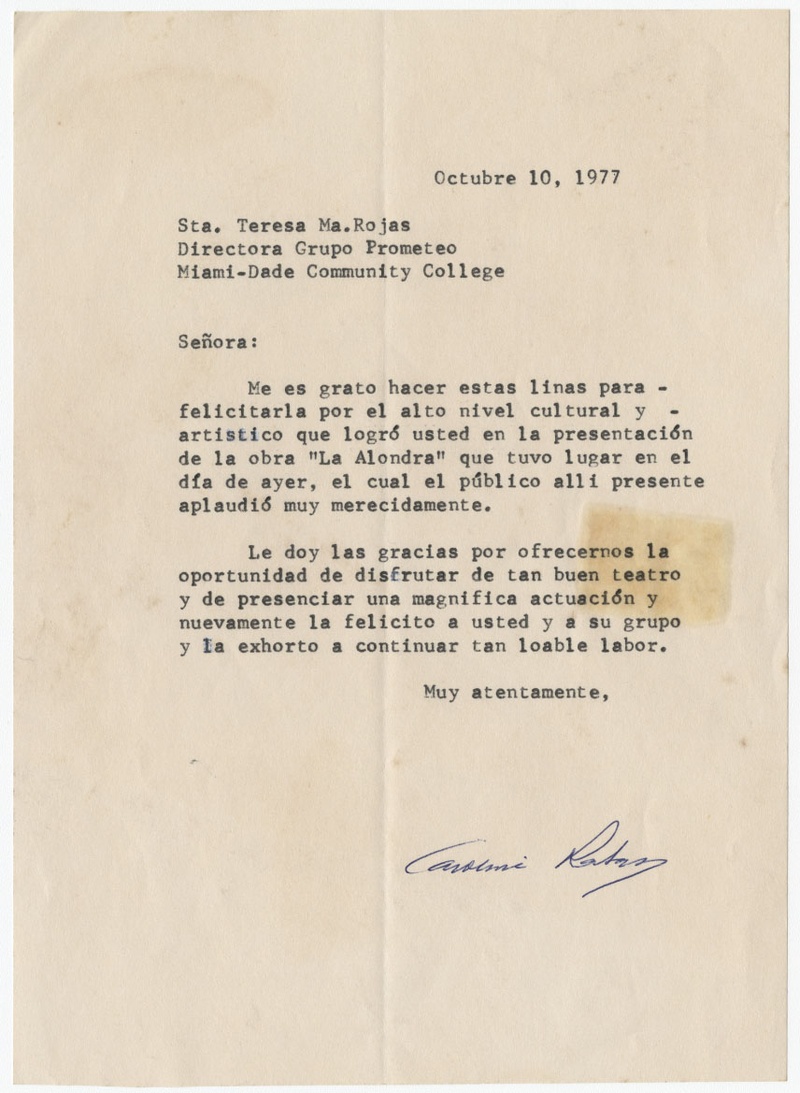 Octubre 10, 1977
Sta. Teresa Ma.Rojas
Directora Grupo Prometeo
Miami-Dade Community College
Señora:
Me es grato hacer estas linas para -
felicitarla por el alto nivel cultural y -
artistico que logró usted en la presentación
de la obra "La Alondra" que tuvo lugar en el
día de ayer, el cual el público alli presente
aplaudió muy merecidamente.
Le doy las gracias por ofrecernos la
oportunidad de disfrutar de tan buen teatro
y de presenciar una magnifica actuación y
nuevamente la felicito a usted y a su grupo
y la exhorto a continuar tan loable labor.
Muy atentamente,